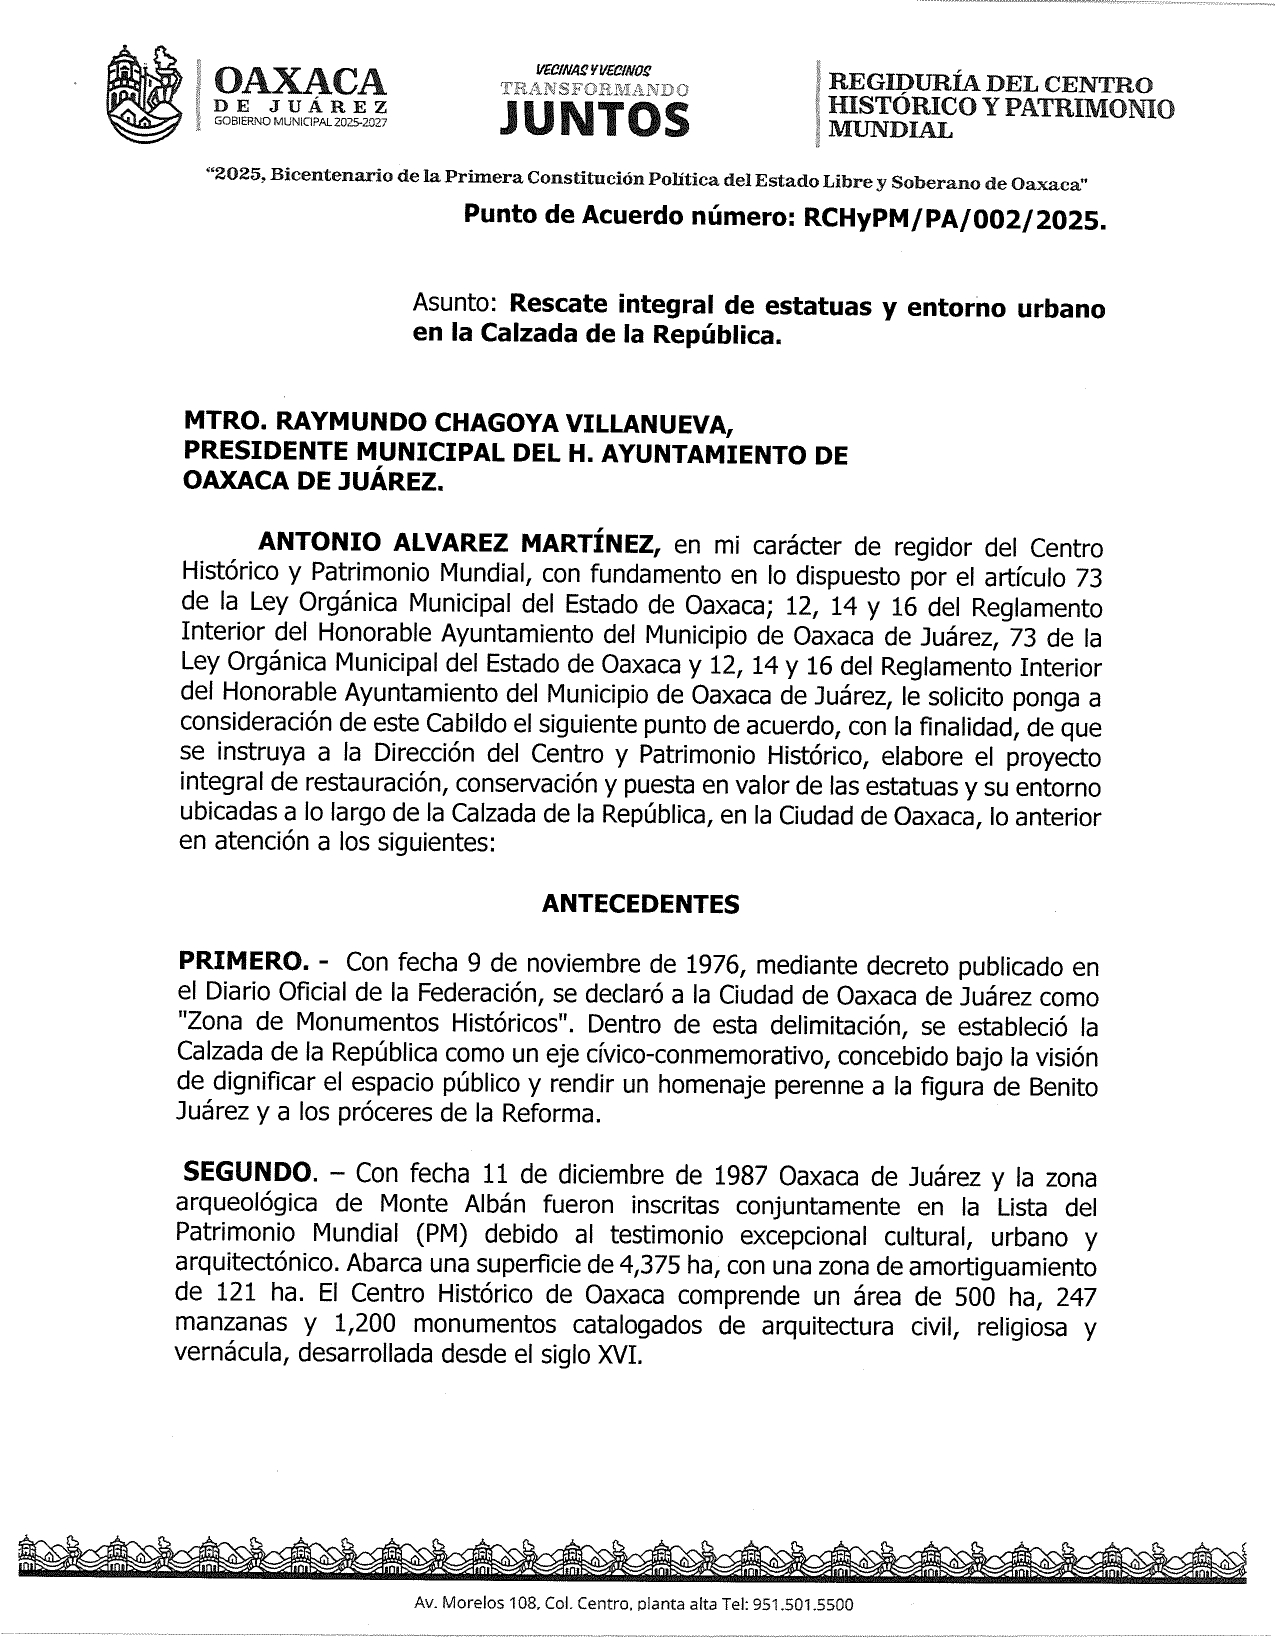 OAXACA
DE JUÁREZ
GOBIERNO MUNICIPAL 2025-2027
VECINAS Y VECINOS
TRANSFORMANDO
JUNTOS
REGIDURÍA DEL CENTRO
HISTÓRICO Y PATRIMONIO
MUNDIAL
“2025, Bicentenario de la Primera Constitución Política del Estado Libre y Soberano de Oaxaca"
Punto de Acuerdo número: RCHyPM/PA/002/2025.
Asunto: Rescate integral de estatuas y entorno urbano
en la Calzada de la República.
MTRO. RAYMUNDO CHAGOYA VILLANUEVA,
PRESIDENTE MUNICIPAL DEL H. AYUNTAMIENTO DE
OAXACA DE JUÁREZ.
ANTONIO ALVAREZ MARTÍNEZ, en mi carácter de regidor del Centro
Histórico y Patrimonio Mundial, con fundamento en lo dispuesto por el artículo 73
de la Ley Orgánica Municipal del Estado de Oaxaca; 12, 14 y 16 del Reglamento
Interior del Honorable Ayuntamiento del Municipio de Oaxaca de Juárez, 73 de la
Ley Orgánica Municipal del Estado de Oaxaca y 12, 14 y 16 del Reglamento Interior
del Honorable Ayuntamiento del Municipio de Oaxaca de Juárez, le solicito ponga a
consideración de este Cabildo el siguiente punto de acuerdo, con la finalidad, de que
se instruya a la Dirección del Centro y Patrimonio Histórico, elabore el proyecto
integral de restauración, conservación y puesta en valor de las estatuas y su entorno
ubicadas a lo largo de la Calzada de la República, en la Ciudad de Oaxaca, lo anterior
en atención a los siguientes:
ANTECEDENTES
PRIMERO. - Con fecha 9 de noviembre de 1976, mediante decreto publicado en
el Diario Oficial de la Federación, se declaró a la Ciudad de Oaxaca de Juárez como
"Zona de Monumentos Históricos". Dentro de esta delimitación, se estableció la
Calzada de la República como un eje cívico-conmemorativo, concebido bajo la visión
de dignificar el espacio público y rendir un homenaje perenne a la figura de Benito
Juárez y a los próceres de la Reforma.
SEGUNDO. – Con fecha 11 de diciembre de 1987 Oaxaca de Juárez y la zona
arqueológica de Monte Albán fueron inscritas conjuntamente en la Lista del
Patrimonio Mundial (PM) debido al testimonio excepcional cultural, urbano y
arquitectónico. Abarca una superficie de 4,375 ha, con una zona de amortiguamiento
de 121 ha. El Centro Histórico de Oaxaca comprende un área de 500 ha, 247
manzanas y 1,200 monumentos catalogados de arquitectura civil, religiosa y
vernácula, desarrollada desde el siglo XVI.
Av. Morelos 108, Col. Centro, planta alta Tel: 951.501.5500